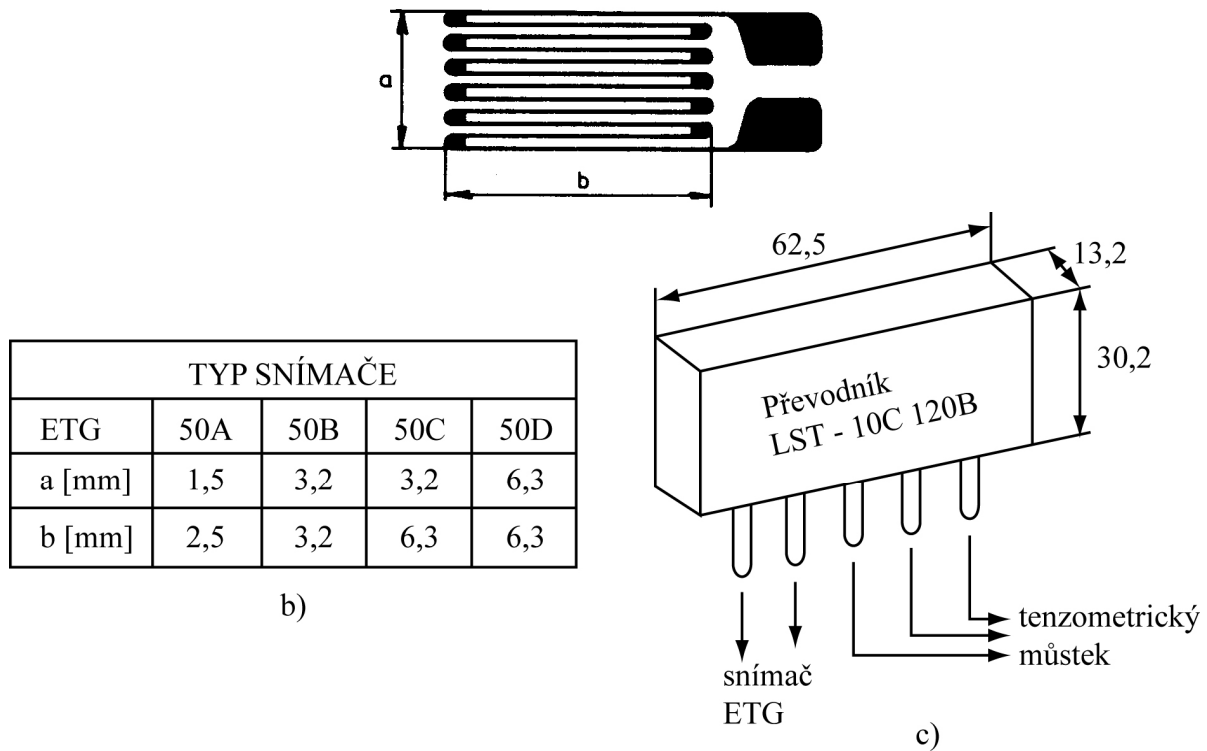 a
b
62,5
13,2
30,2
Převodník
LST - 10C 120B
TYP SNÍMAČE
ETG 50A 50B 50C 50D
a [mm] 1,5 3,2 3,2 6,3
b [mm] 2,5 3,2 6,3 6,3
b)
snímač
ETG
tenzometrický
můstek
c)